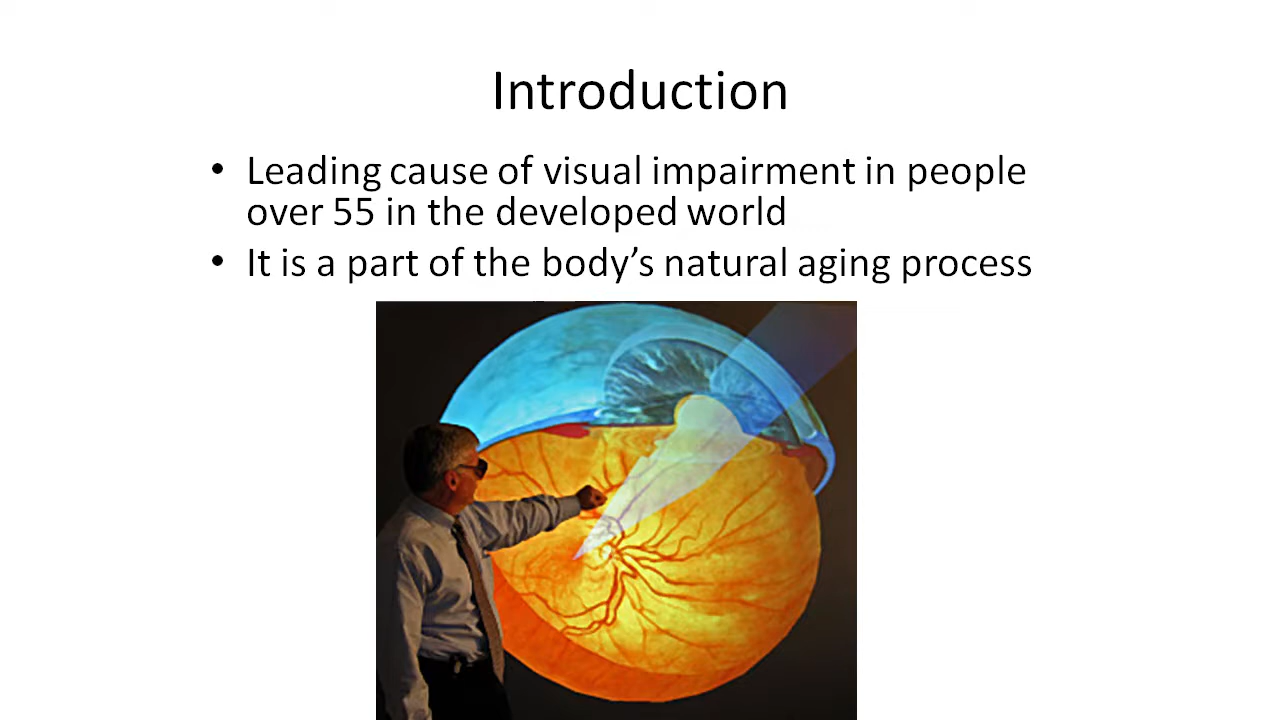 Introduction
• Leading cause of visual impairment in people
over 55 in the developed world
• It is a part of the body’s natural aging process